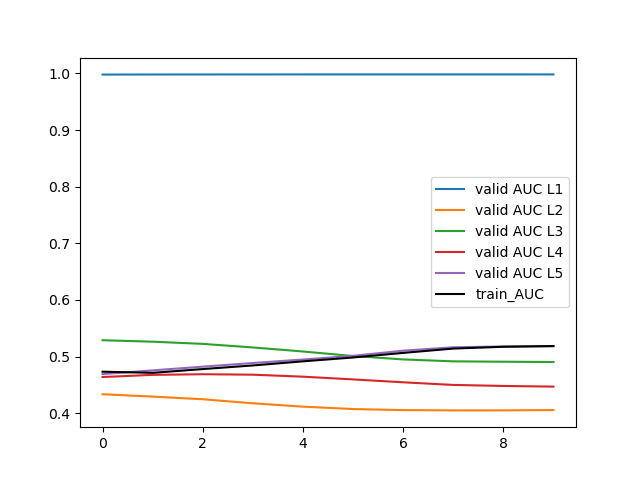 1.0
0.9
0.8
0.7
0.6
0.5
0.4
0 2 4 6 8
valid AUC L1
valid AUC L2
valid AUC L3
valid AUC L4
valid AUC L5
train_AUC